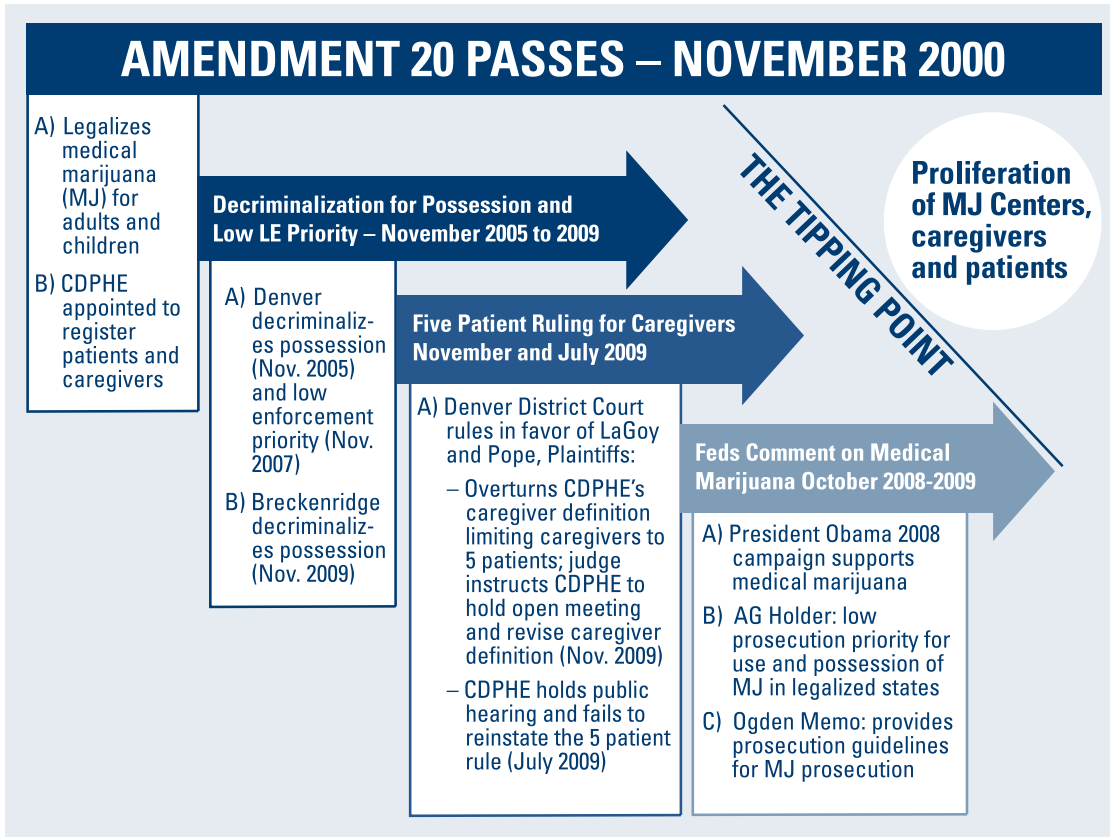 AMENDMENT 20 PASSES – NOVEMBER 2000
A) Legalizes
medical
marijuana
(MJ) for
adults and
children
B) CDPHE
appointed to
register
patients and
caregivers
Decriminalization for Possession and
Low LE Priority – November 2005 to 2009
A) Denver
decriminaliz-
es possession
(Nov. 2005)
and low
enforcement
priority (Nov.
2007)
B) Breckenridge
decriminaliz-
es possession
(Nov. 2009)
Five Patient Ruling for Caregivers
November and July 2009
A) Denver District Court
rules in favor of LaGoy
and Pope, Plaintiffs:
– Overturns CDPHE’s
caregiver definition
limiting caregivers to
5 patients; judge
instructs CDPHE to
hold open meeting
and revise caregiver
definition (Nov. 2009)
– CDPHE holds public
hearing and fails to
reinstate the 5 patient
rule (July 2009)
Feds Comment on Medical
Marijuana October 2008-2009
A) President Obama 2008
campaign supports
medical marijuana
B) AG Holder: low
prosecution priority for
use and possession of
MJ in legalized states
C) Ogden Memo: provides
prosecution guidelines
for MJ prosecution
THE TIPPING POINT
Proliferation
of MJ Centers,
caregivers
and patients